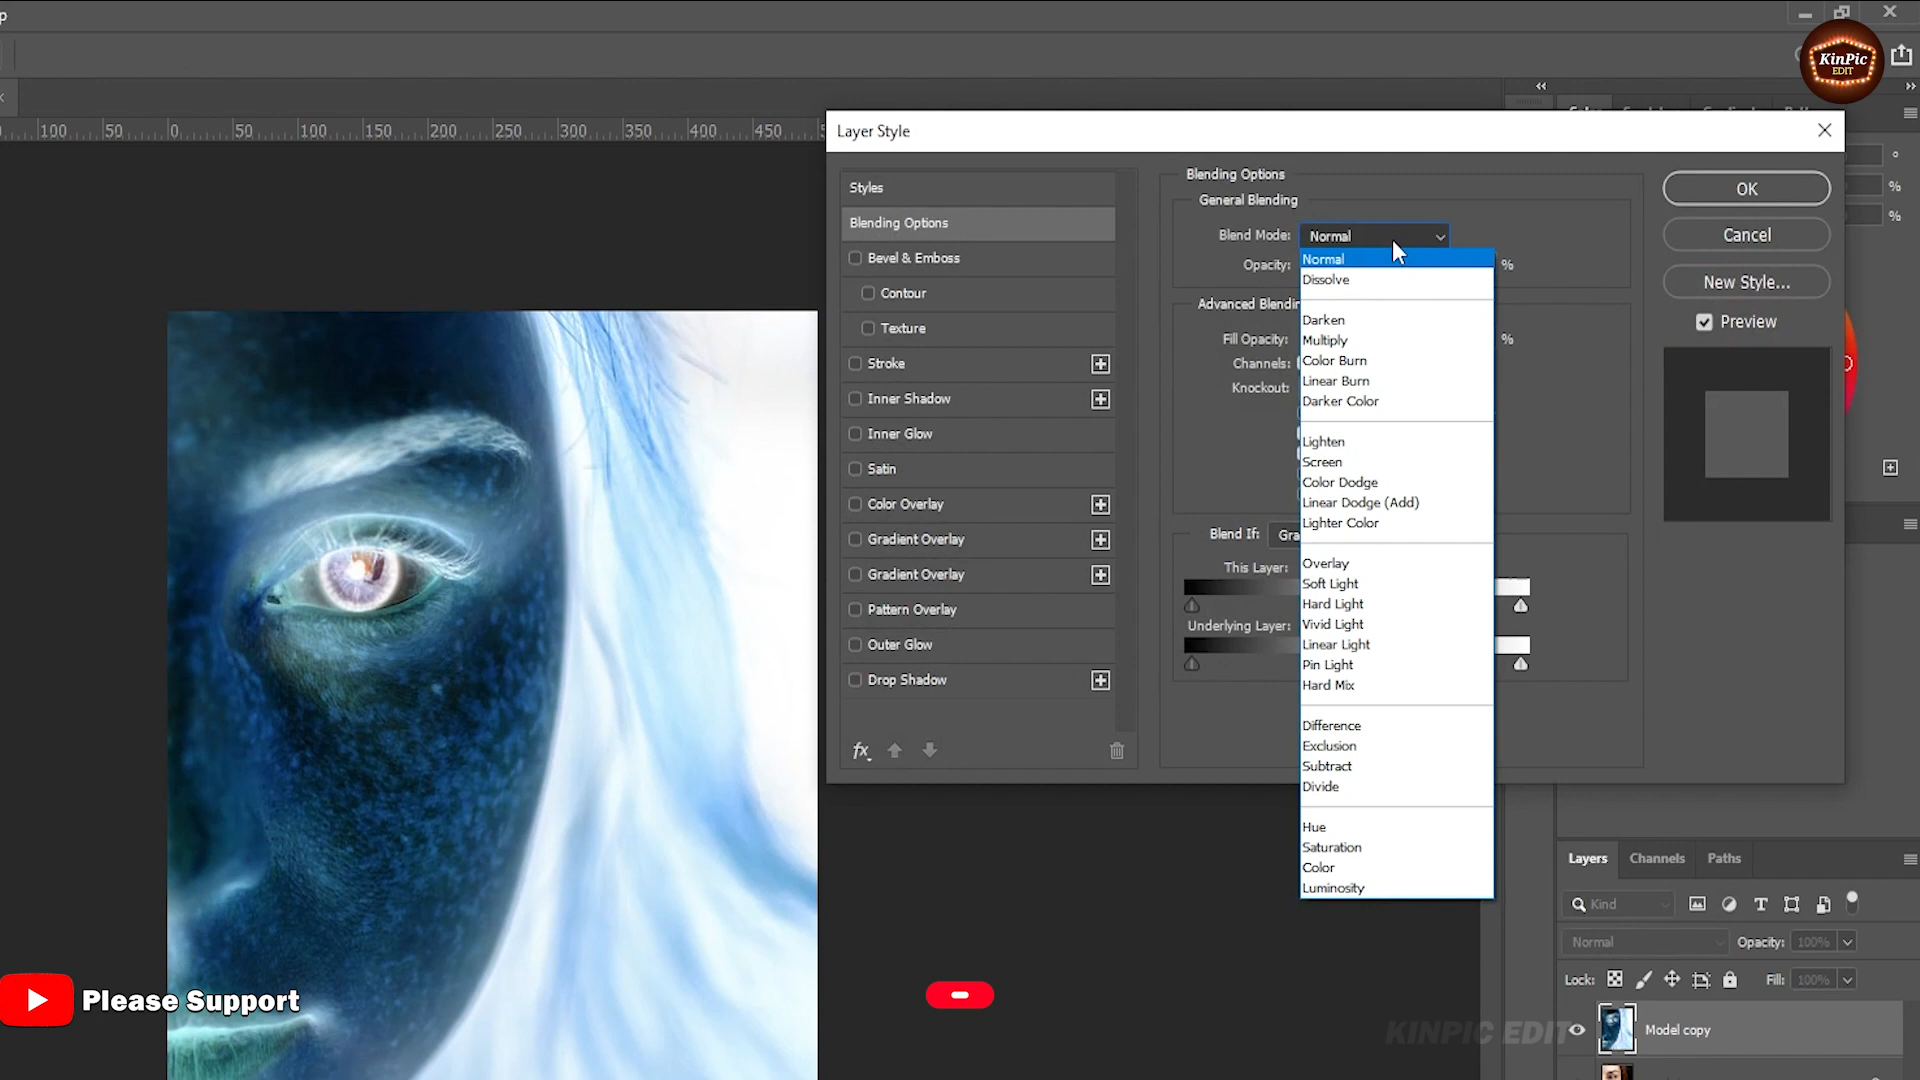 p
KinPic
EDIT
100 50 0 50 100 150 200 250 300 350 400 450
Layer Style
Styles
Blending Options
Bevel & Emboss
Contour
Texture
Stroke
Inner Shadow
Inner Glow
Satin
Color Overlay
Gradient Overlay
Gradient Overlay
Pattern Overlay
Outer Glow
Drop Shadow
fx
Blending Options
General Blending
Blend Mode: Normal
Opacity: %
Fill Opacity: %
Channels:
Knockout:
Blend If:
This Layer:
Underlying Layer:
Normal
Dissolve
Darken
Multiply
Color Burn
Linear Burn
Darker Color
Lighten
Screen
Color Dodge
Linear Dodge (Add)
Lighter Color
Overlay
Soft Light
Hard Light
Vivid Light
Linear Light
Pin Light
Hard Mix
Difference
Exclusion
Subtract
Divide
Hue
Saturation
Color
Luminosity
OK
Cancel
New Style...
Preview
%
%
Layers Channels Paths
Kind
Normal Opacity: 100%
Lock: Fill: 100%
Model copy
Please Support
KINPIC EDIT